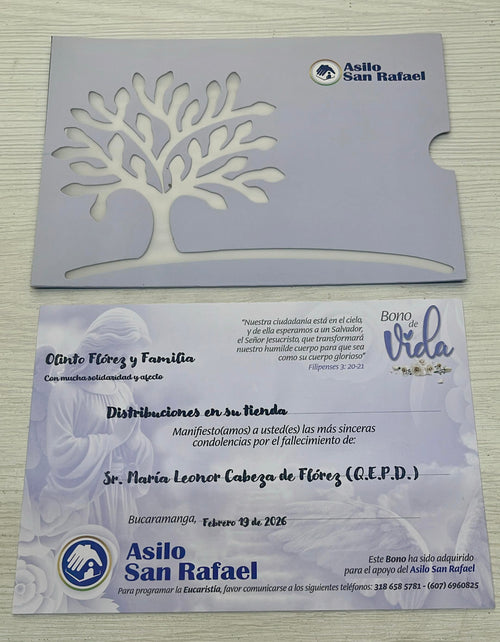 Asilo
San Rafael
"Nuestra ciudadanía está en el cielo,
y de ella esperamos a un Salvador,
el Señor Jesucristo, que transformará
nuestro humilde cuerpo para que sea
como su cuerpo glorioso"
Filipenses 3: 20-21
Bono
de
Vida
Olinto Flórez y Familia
Con mucha solidaridad y afecto
Distribuciones en su tienda
Manifiesto(amos) a usted(es) las más sinceras
condolencias por el fallecimiento de:
Sr. María Leonor Cabeza de Flórez (Q.E.P.D.)
Bucaramanga, Febrero 19 de 2026
Asilo
San Rafael
Este Bono ha sido adquirido
para el apoyo del Asilo San Rafael
Para programar la Eucaristia, favor comunicarse a los siguientes teléfonos: 318 658 5781 - (607) 6960825